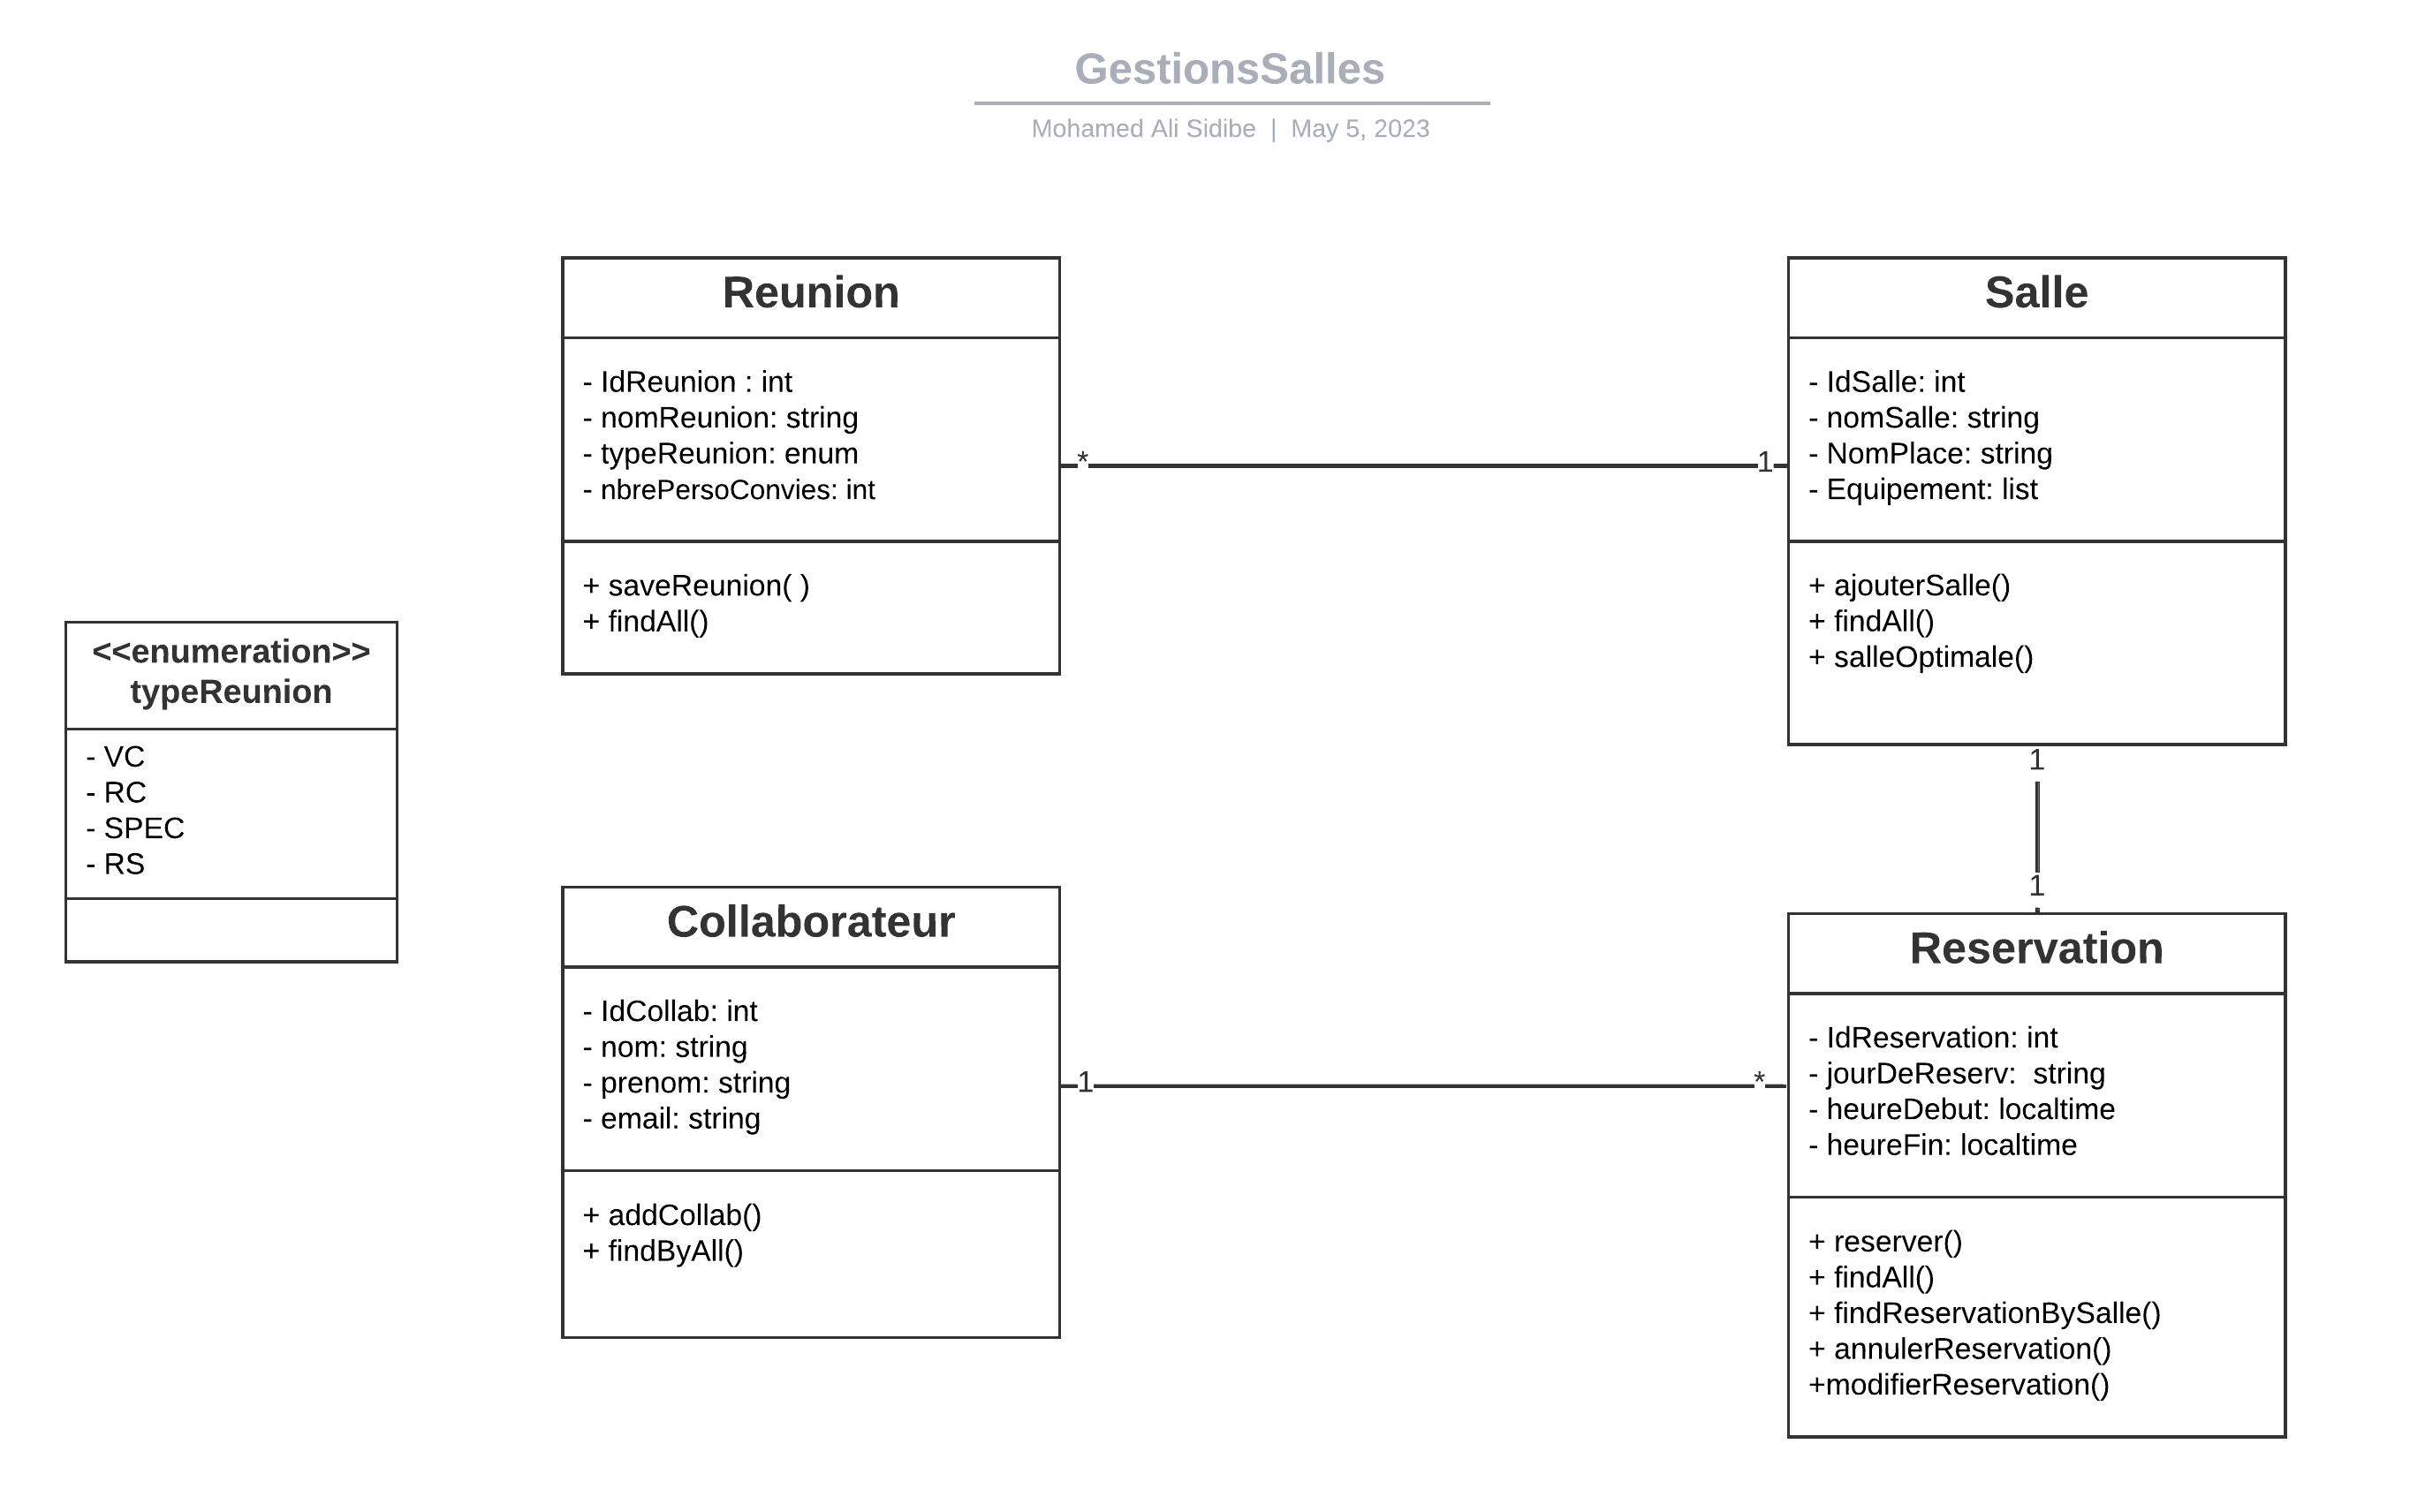 GestionsSalles
Mohamed Ali Sidibe | May 5, 2023
Reunion
- IdReunion : int
- nomReunion: string
- typeReunion: enum
- nbrePersoConvies: int
+ saveReunion( )
+ findAll()
*
1
Salle
- IdSalle: int
- nomSalle: string
- NomPlace: string
- Equipement: list
+ ajouterSalle()
+ findAll()
+ salleOptimale()
<<enumeration>>
typeReunion
- VC
- RC
- SPEC
- RS
1
1
Collaborateur
- IdCollab: int
- nom: string
- prenom: string
- email: string
+ addCollab()
+ findByAll()
1
*
Reservation
- IdReservation: int
- jourDeReserv:  string
- heureDebut: localtime
- heureFin: localtime
+ reserver()
+ findAll()
+ findReservationBySalle()
+ annulerReservation()
+modifierReservation()